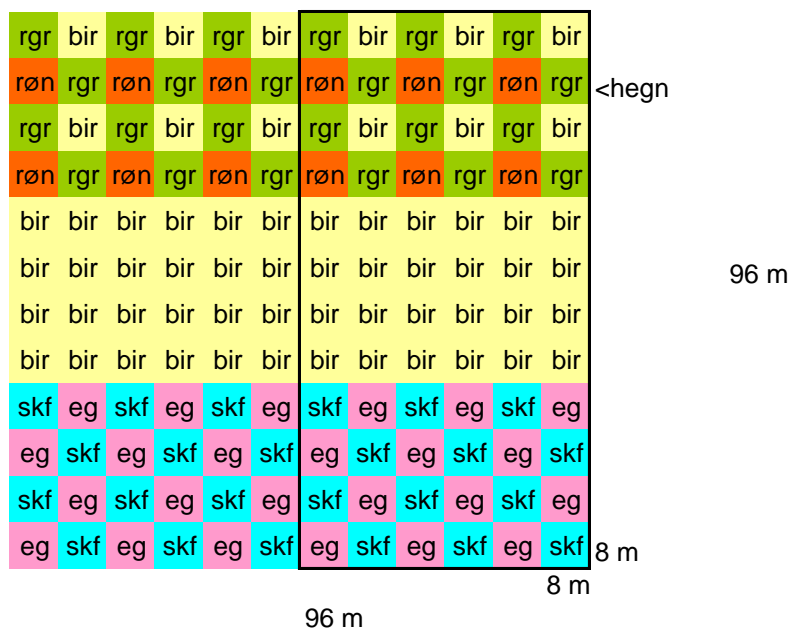 rgr bir rgr bir rgr bir rgr bir rgr bir rgr bir
røn rgr røn rgr røn rgr røn rgr røn rgr røn rgr <hegn
rgr bir rgr bir rgr bir rgr bir rgr bir rgr bir
røn rgr røn rgr røn rgr røn rgr røn rgr røn rgr
bir bir bir bir bir bir bir bir bir bir bir bir
bir bir bir bir bir bir bir bir bir bir bir bir 96 m
bir bir bir bir bir bir bir bir bir bir bir bir
bir bir bir bir bir bir bir bir bir bir bir bir
skf eg skf eg skf eg skf eg skf eg skf eg
eg skf eg skf eg skf eg skf eg skf eg skf
skf eg skf eg skf eg skf eg skf eg skf eg
eg skf eg skf eg skf eg skf eg skf eg skf 8 m
8 m
96 m